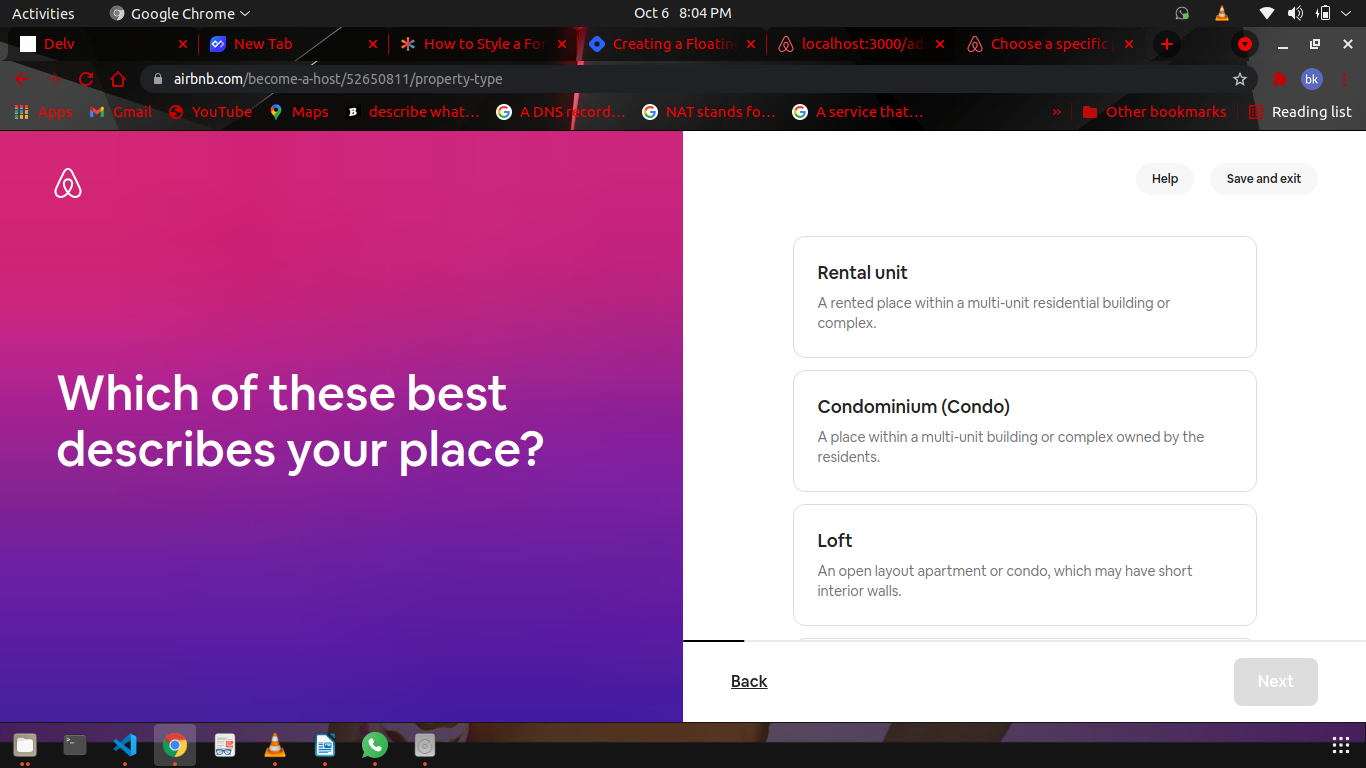 Activities
Google Chrome
Oct 6 8:04 PM
Delv
New Tab
How to Style a For
Creating a Floatin
localhost:3000/ad
Choose a specific
airbnb.com/become-a-host/52650811/property-type
bk
Apps
Gmail
YouTube
Maps
B
describe what...
A DNS record...
NAT stands fo...
A service that...
»
Other bookmarks
Reading list
Help
Save and exit
Which of these best
describes your place?
Rental unit
A rented place within a multi-unit residential building or
complex.
Condominium (Condo)
A place within a multi-unit building or complex owned by the
residents.
Loft
An open layout apartment or condo, which may have short
interior walls.
Back
Next